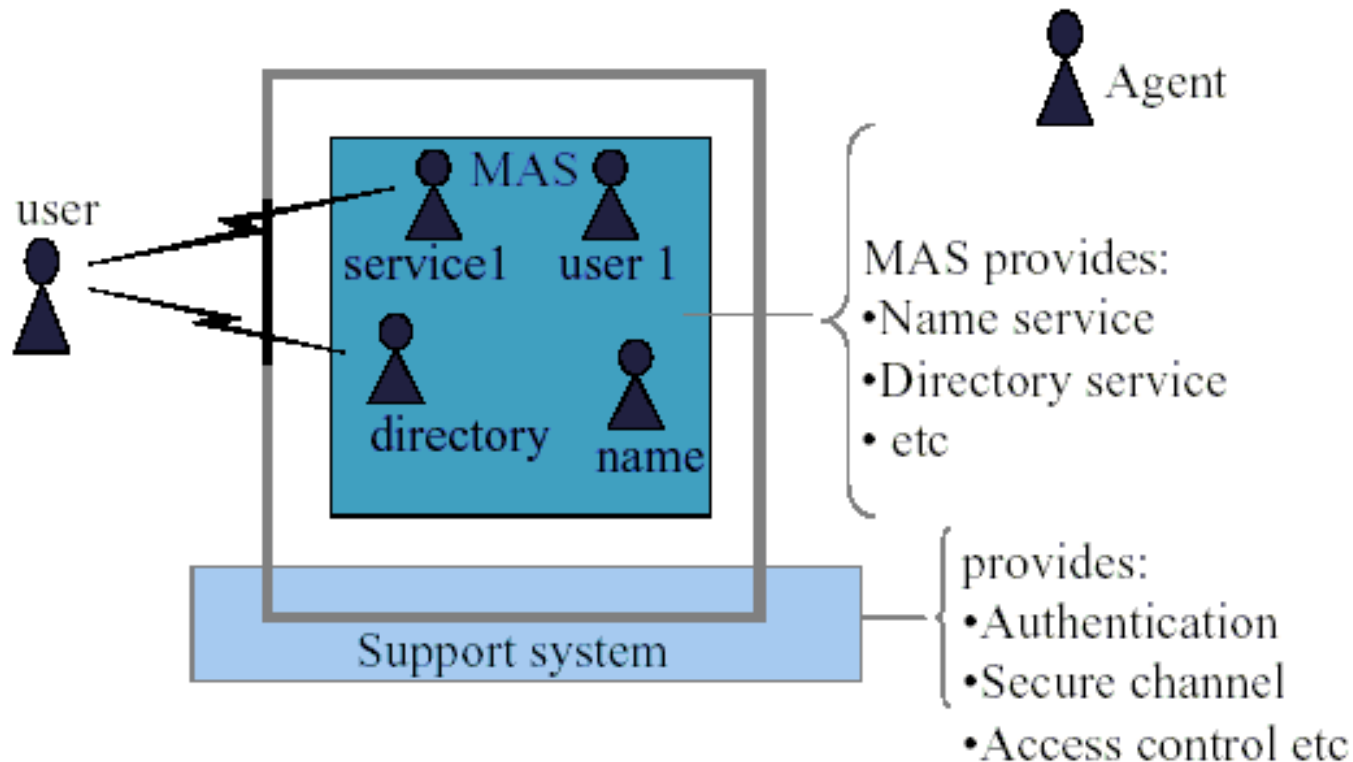 Agent
user
MAS
service1
user 1
directory
name
MAS provides:
•Name service
•Directory service
• etc
Support system
provides:
•Authentication
•Secure channel
•Access control etc